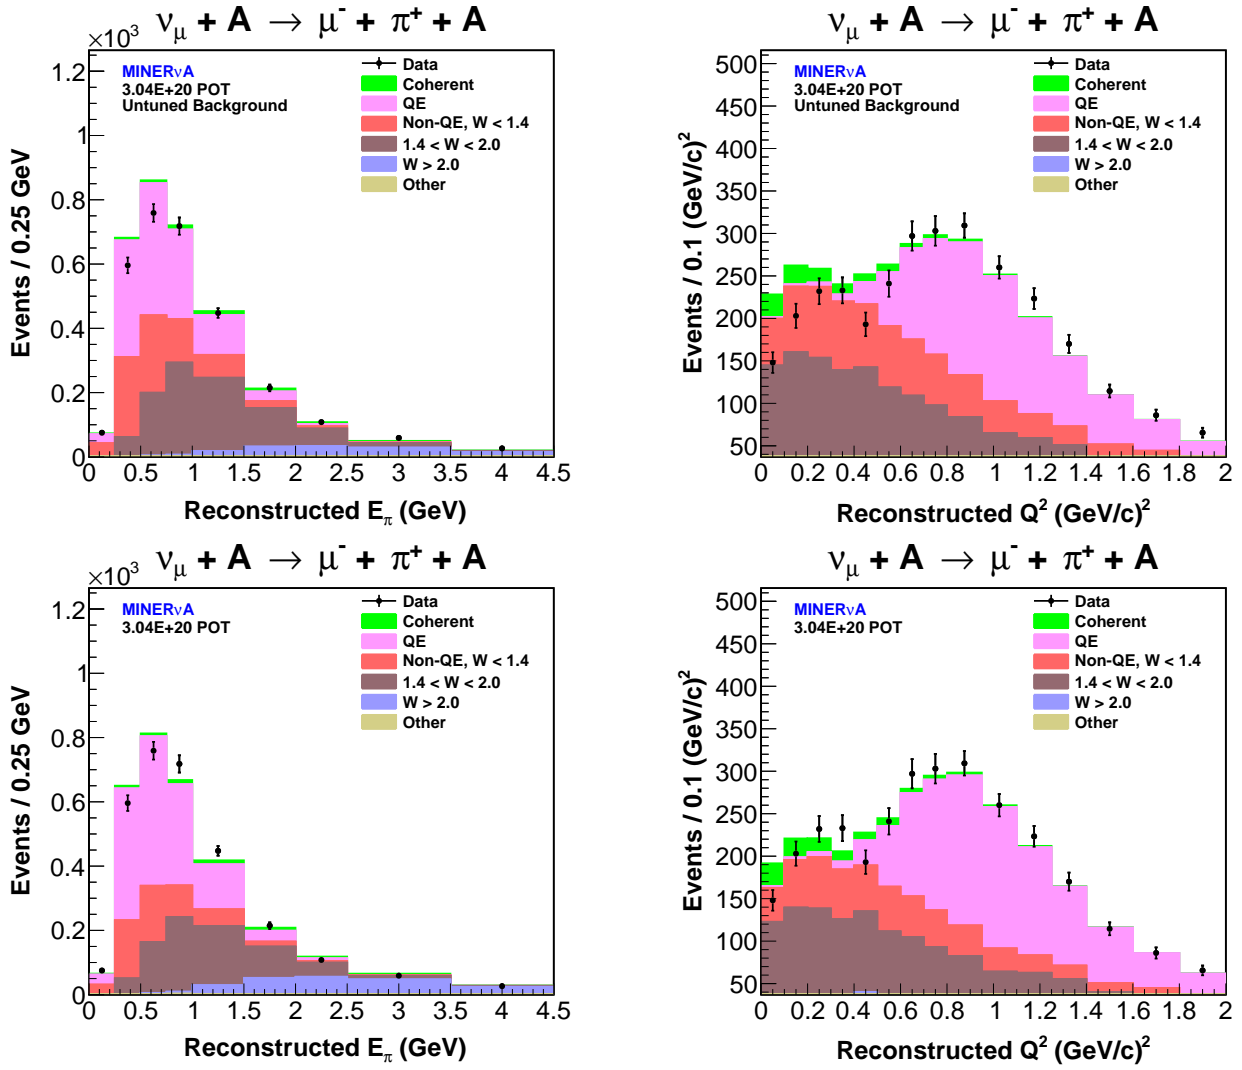 ν_μ + A → μ⁻ + π⁺ + A
×10³
Events / 0.25 GeV
1.2
1
0.8
0.6
0.4
0.2
0
MINERνA
3.04E+20 POT
Untuned Background
Data
Coherent
QE
Non-QE, W < 1.4
1.4 < W < 2.0
W > 2.0
Other
0 0.5 1 1.5 2 2.5 3 3.5 4 4.5
Reconstructed E_π (GeV)
ν_μ + A → μ⁻ + π⁺ + A
Events / 0.1 (GeV/c)²
500
450
400
350
300
250
200
150
100
50
MINERνA
3.04E+20 POT
Untuned Background
Data
Coherent
QE
Non-QE, W < 1.4
1.4 < W < 2.0
W > 2.0
Other
0 0.2 0.4 0.6 0.8 1 1.2 1.4 1.6 1.8 2
Reconstructed Q² (GeV/c)²
ν_μ + A → μ⁻ + π⁺ + A
×10³
Events / 0.25 GeV
1.2
1
0.8
0.6
0.4
0.2
0
MINERνA
3.04E+20 POT
Data
Coherent
QE
Non-QE, W < 1.4
1.4 < W < 2.0
W > 2.0
Other
0 0.5 1 1.5 2 2.5 3 3.5 4 4.5
Reconstructed E_π (GeV)
ν_μ + A → μ⁻ + π⁺ + A
Events / 0.1 (GeV/c)²
500
450
400
350
300
250
200
150
100
50
MINERνA
3.04E+20 POT
Data
Coherent
QE
Non-QE, W < 1.4
1.4 < W < 2.0
W > 2.0
Other
0 0.2 0.4 0.6 0.8 1 1.2 1.4 1.6 1.8 2
Reconstructed Q² (GeV/c)²